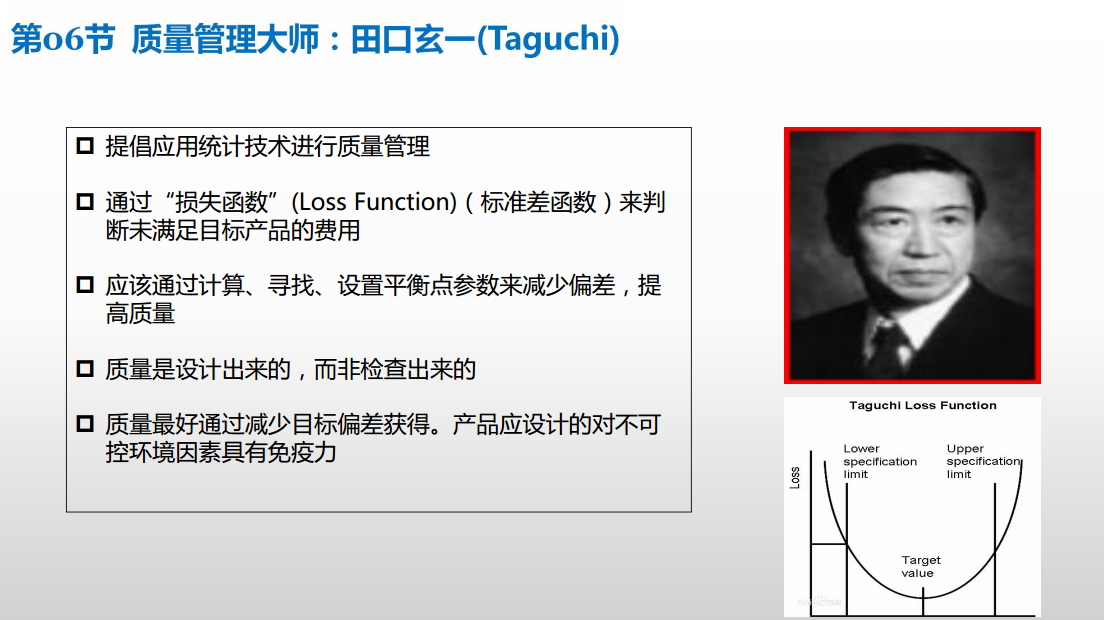 第06节 质量管理大师：田口玄一(Taguchi)
提倡应用统计技术进行质量管理
通过“损失函数”(Loss Function)（标准差函数）来判
断未满足目标产品的费用
应该通过计算、寻找、设置平衡点参数来减少偏差，提
高质量
质量是设计出来的，而非检查出来的
质量最好通过减少目标偏差获得。产品应设计的对不可
控环境因素具有免疫力
Taguchi Loss Function
Loss
Lower
specification
limit
Upper
specification
limit
Target
value